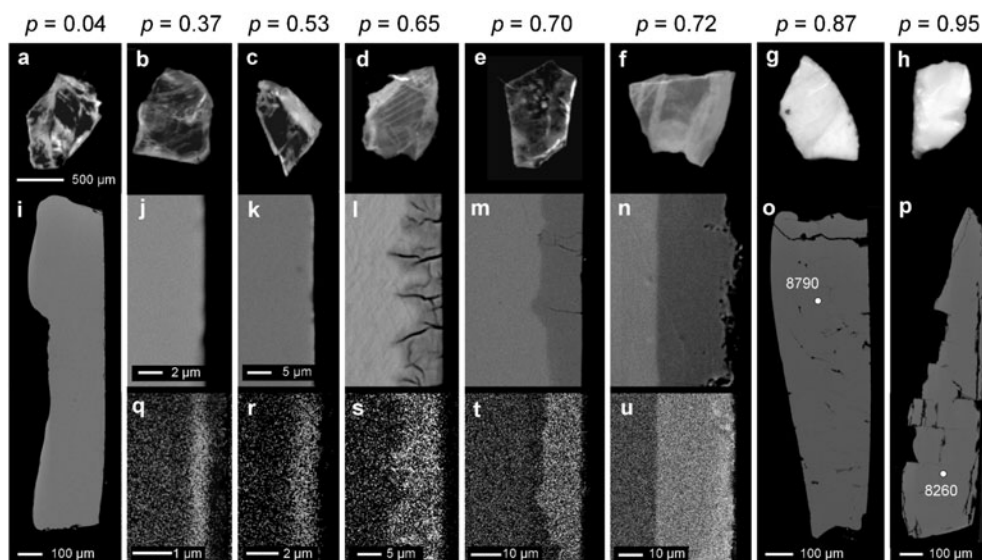 p = 0.04 p = 0.37 p = 0.53 p = 0.65 p = 0.70 p = 0.72 p = 0.87 p = 0.95
a b c d e f g h
500 µm
i j k l m n o p
8790
2 µm 5 µm
q r s t u
8260
100 µm 1 µm 2 µm 5 µm 10 µm 10 µm 100 µm 100 µm